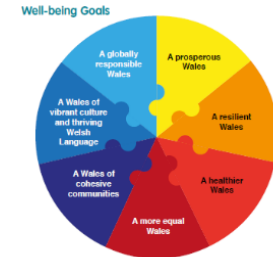 Well-being Goals
A globally
responsible
Wales
A prosperous
Wales
A resilient
Wales
A healthier
Wales
A more equal
Wales
A Wales of
cohesive
communities
A Wales of
vibrant culture
and thriving
Welsh
Language